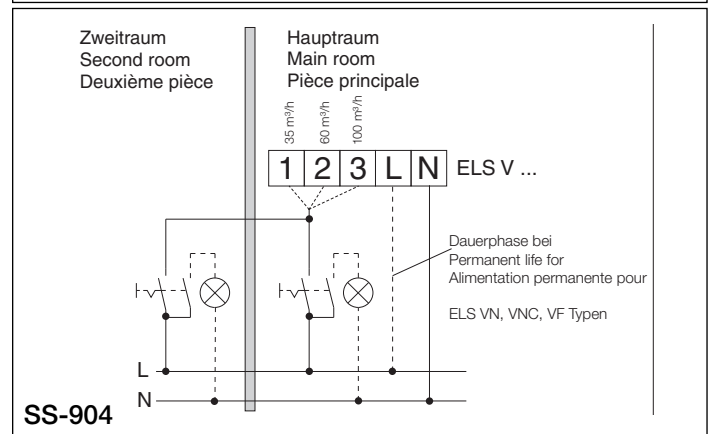 Zweitraum
Second room
Deuxième pièce
Hauptraum
Main room
Pièce principale
35 m³/h
60 m³/h
100 m³/h
1 2 3 L N ELS V ...
Dauerphase bei
Permanent life for
Alimentation permanente pour
ELS VN, VNC, VF Typen
L
N
SS-904